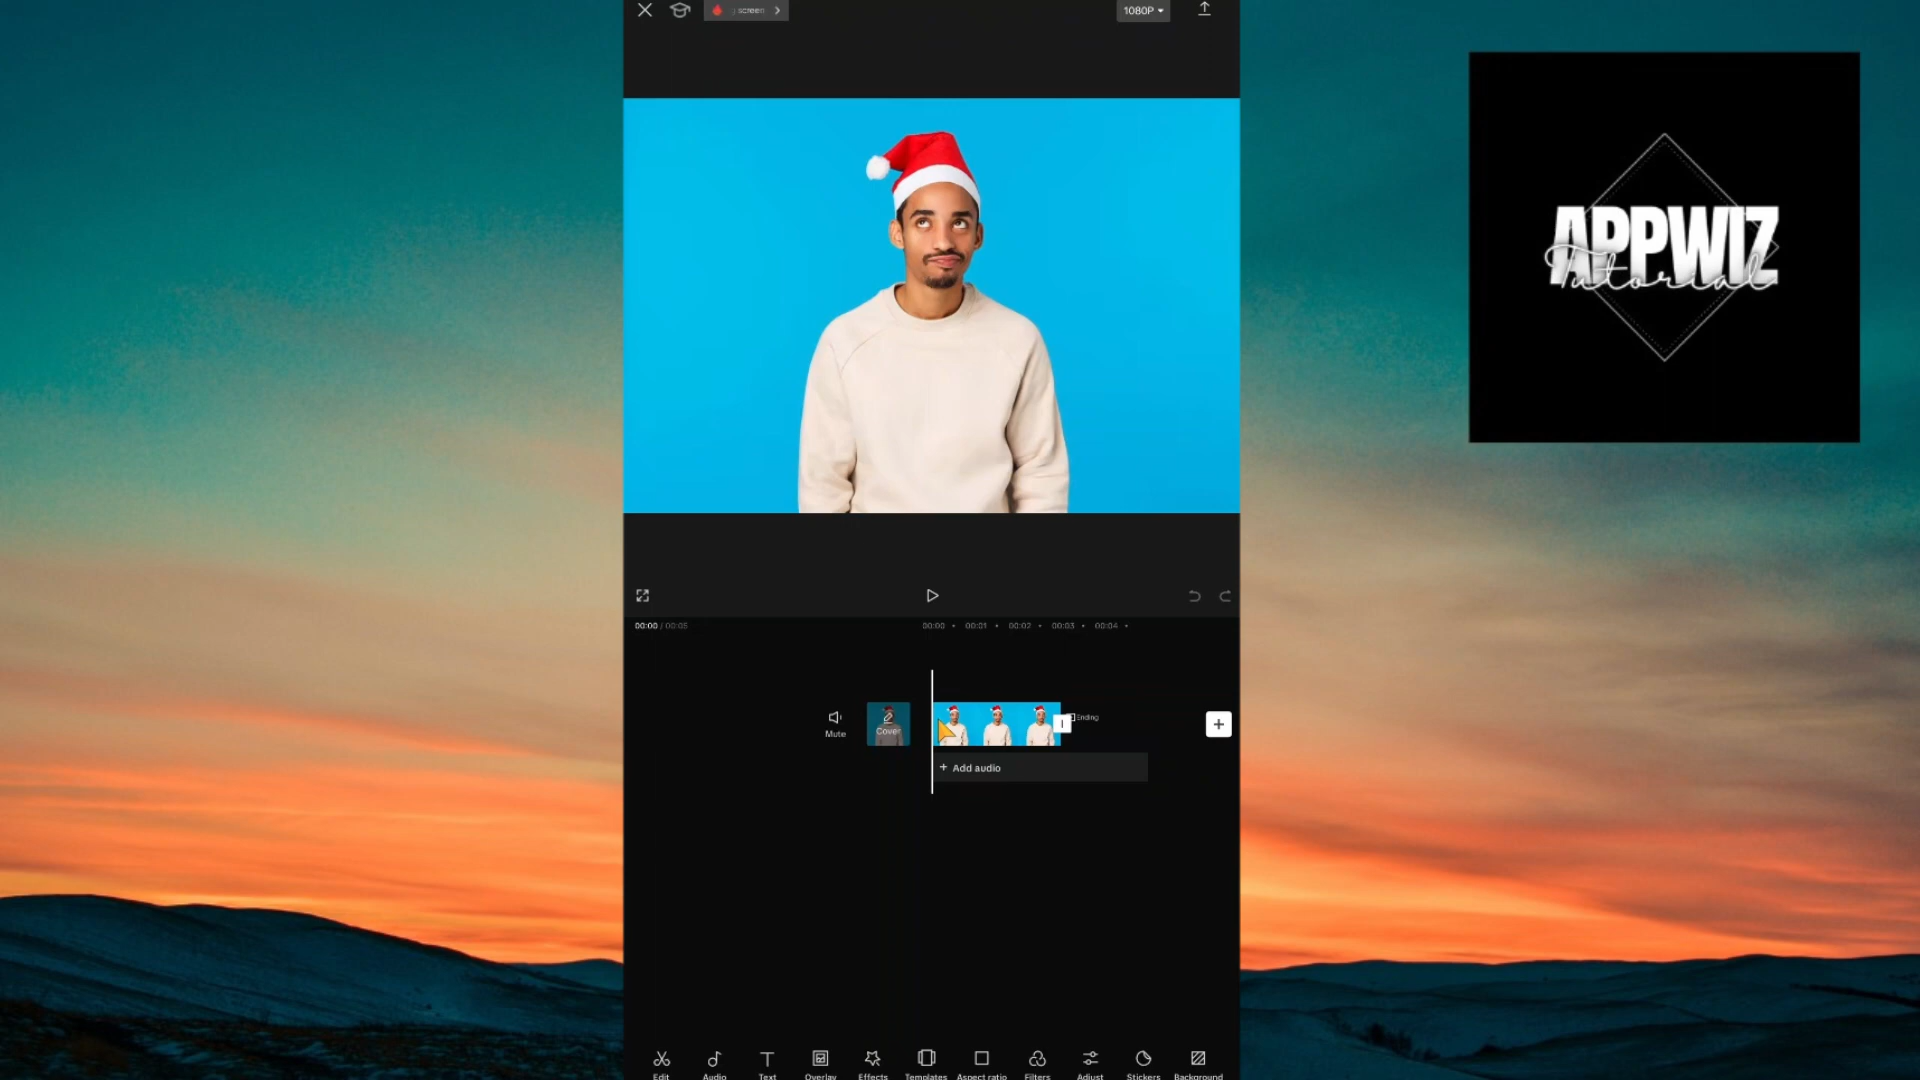 screen
1080P
APPWIZ
Tutorial
00:00 / 00:05
00:00 00:01 00:02 00:03 00:04
Mute
Cover
Ending
+ Add audio
Edit Audio Text Overlay Effects Templates Aspect ratio Filters Adjust Stickers Background